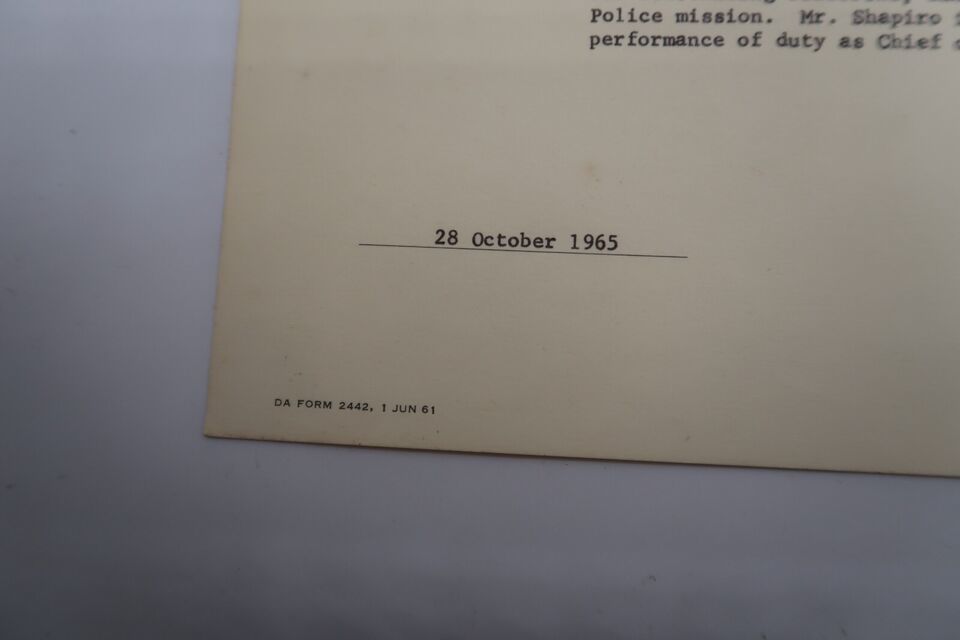 Police mission. Mr. Shapiro
performance of duty as Chief
28 October 1965
DA FORM 2442, 1 JUN 61